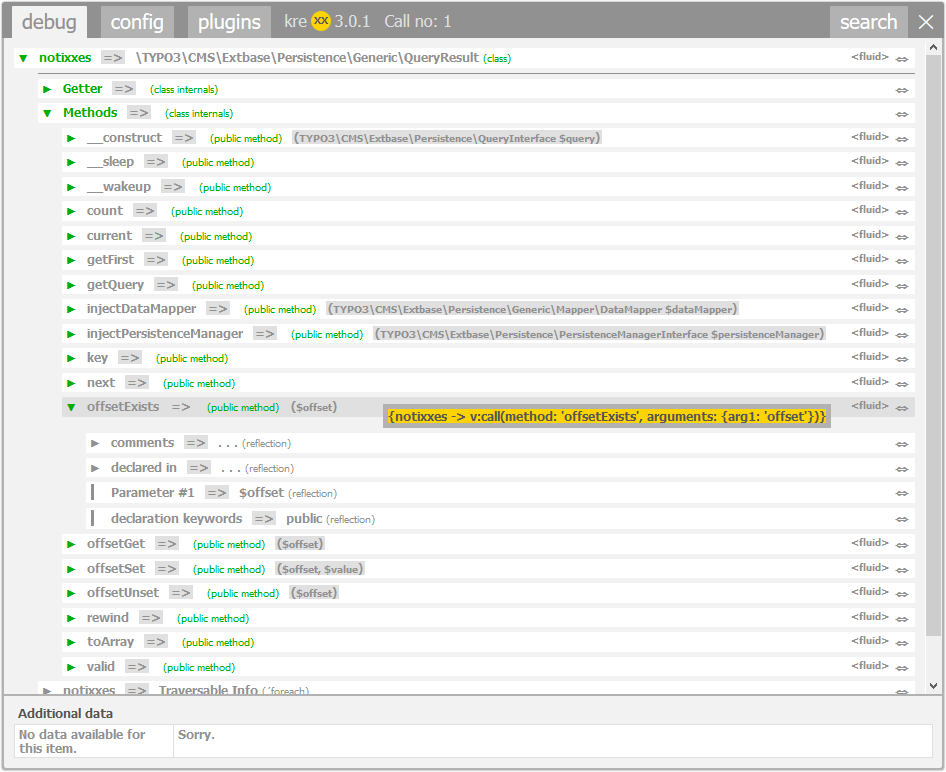 debug config plugins kre XX 3.0.1 Call no: 1 search
notixxes => \TYPO3\CMS\Extbase\Persistence\Generic\QueryResult (class) <fluid>
Getter => (class internals)
Methods => (class internals)
__construct => (public method) (TYPO3\CMS\Extbase\Persistence\QueryInterface $query) <fluid>
__sleep => (public method) <fluid>
__wakeup => (public method) <fluid>
count => (public method) <fluid>
current => (public method) <fluid>
getFirst => (public method) <fluid>
getQuery => (public method) <fluid>
injectDataMapper => (public method) (TYPO3\CMS\Extbase\Persistence\Generic\Mapper\DataMapper $dataMapper) <fluid>
injectPersistenceManager => (public method) (TYPO3\CMS\Extbase\Persistence\PersistenceManagerInterface $persistenceManager) <fluid>
key => (public method) <fluid>
next => (public method) <fluid>
offsetExists => (public method) ($offset) <fluid>
{notixxes -> v:call(method: 'offsetExists', arguments: {arg1: 'offset'})}
comments => . . . (reflection)
declared in => . . . (reflection)
Parameter #1 => $offset (reflection)
declaration keywords => public (reflection)
offsetGet => (public method) ($offset) <fluid>
offsetSet => (public method) ($offset, $value) <fluid>
offsetUnset => (public method) ($offset) <fluid>
rewind => (public method) <fluid>
toArray => (public method) <fluid>
valid => (public method) <fluid>
notixxes => Traversable Info (´foreach)
Additional data
No data available for this item. Sorry.